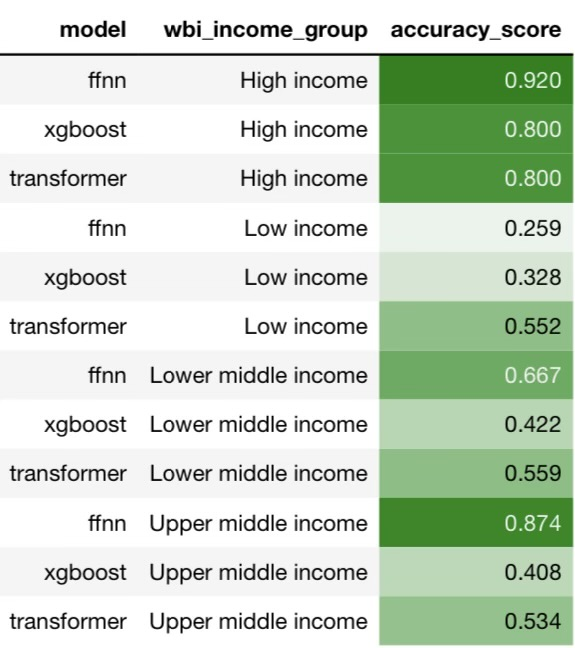 model wbi_income_group accuracy_score
ffnn High income 0.920
xgboost High income 0.800
transformer High income 0.800
ffnn Low income 0.259
xgboost Low income 0.328
transformer Low income 0.552
ffnn Lower middle income 0.667
xgboost Lower middle income 0.422
transformer Lower middle income 0.559
ffnn Upper middle income 0.874
xgboost Upper middle income 0.408
transformer Upper middle income 0.534